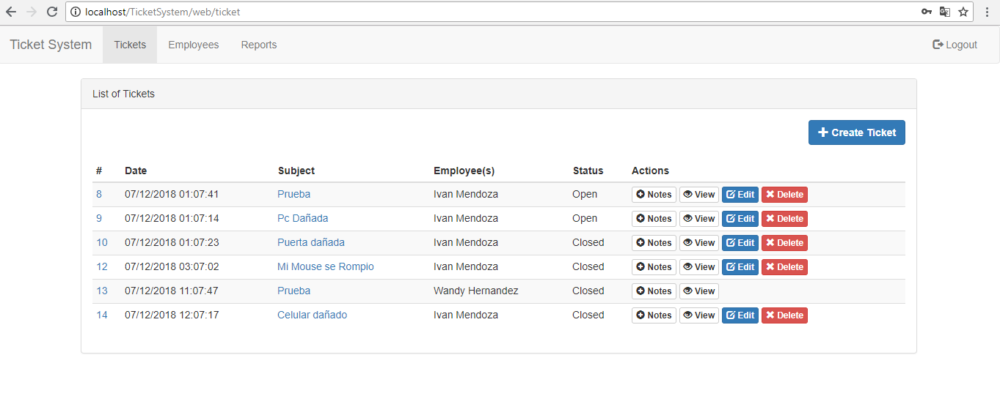 localhost/TicketSystem/web/ticket
Ticket System Tickets Employees Reports Logout
List of Tickets
Create Ticket
# Date Subject Employee(s) Status Actions
8 07/12/2018 01:07:41 Prueba Ivan Mendoza Open Notes View Edit Delete
9 07/12/2018 01:07:14 Pc Dañada Ivan Mendoza Open Notes View Edit Delete
10 07/12/2018 01:07:23 Puerta dañada Ivan Mendoza Closed Notes View Edit Delete
12 07/12/2018 03:07:02 Mi Mouse se Rompio Ivan Mendoza Closed Notes View Edit Delete
13 07/12/2018 11:07:47 Prueba Wandy Hernandez Closed Notes View
14 07/12/2018 12:07:17 Celular dañado Ivan Mendoza Closed Notes View Edit Delete